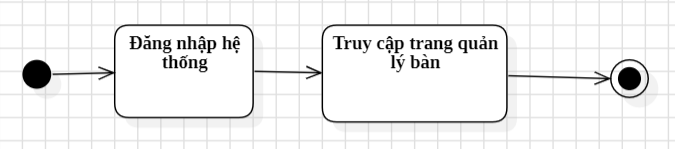 Đăng nhập hệ
thống
Truy cập trang quản
lý bàn